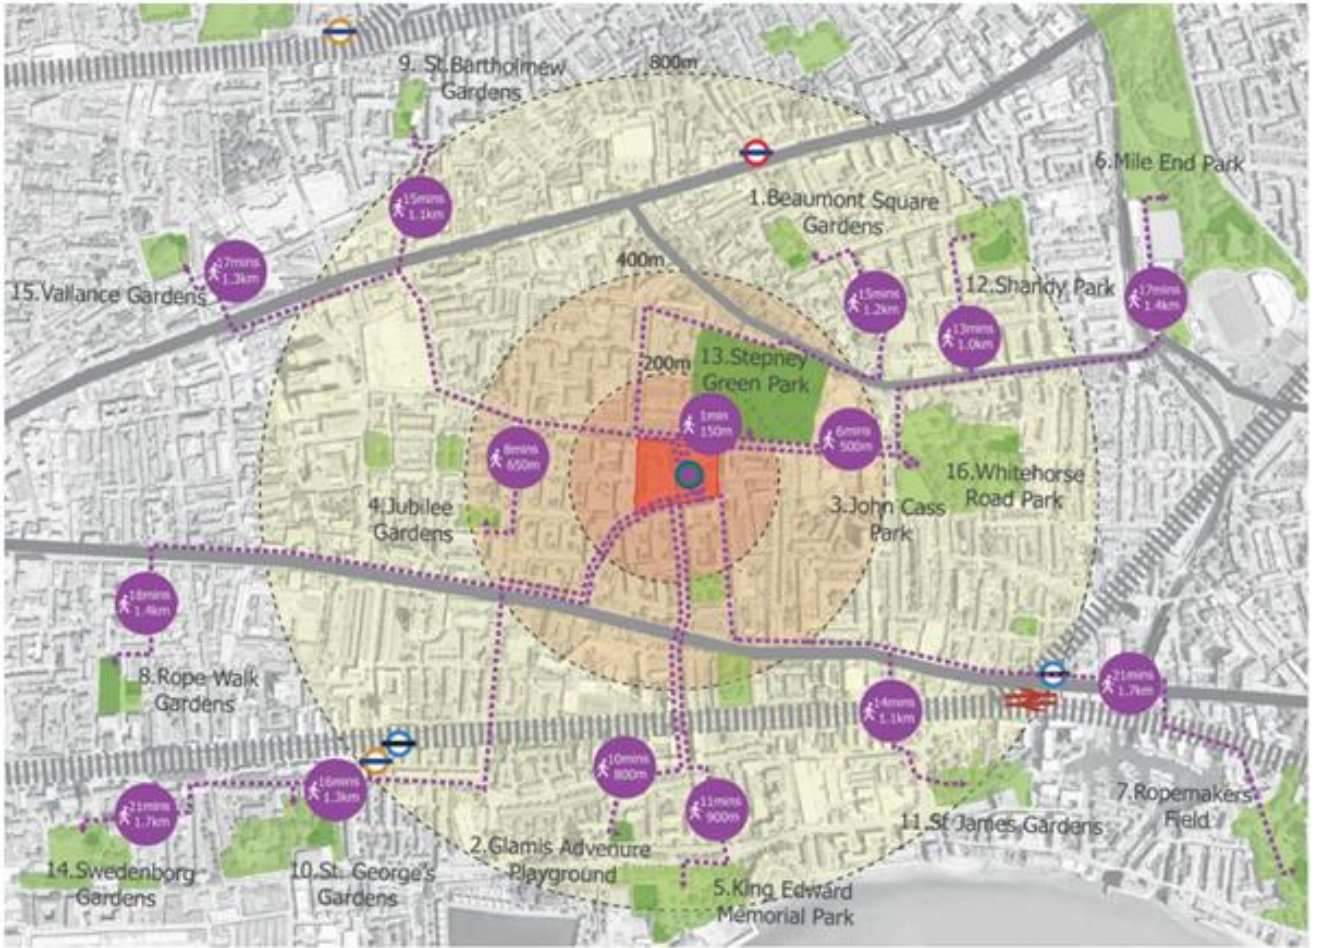 800m
9. St.Bartholmew
Gardens
6.Mile End Park
15mins
1.1km
1.Beaumont Square
Gardens
400m
17mins
1.3km
15.Vallance Gardens
12.Shandy Park
17mins
1.4km
15mins
1.2km
13mins
1.0km
200m
13.Stepney
Green Park
1min
150m
6mins
500m
8mins
650m
16.Whitehorse
Road Park
4.Jubilee
Gardens
3.John Cass
Park
18mins
1.4km
8.Rope Walk
Gardens
21mins
1.7km
14mins
1.1km
10mins
800m
16mins
1.3km
11mins
900m
21mins
1.7km
7.Ropemakers
Field
11.St James Gardens
2.Glamis Advenure
Playground
14.Swedenborg
Gardens
10.St. George's
Gardens
5.King Edward
Memorial Park